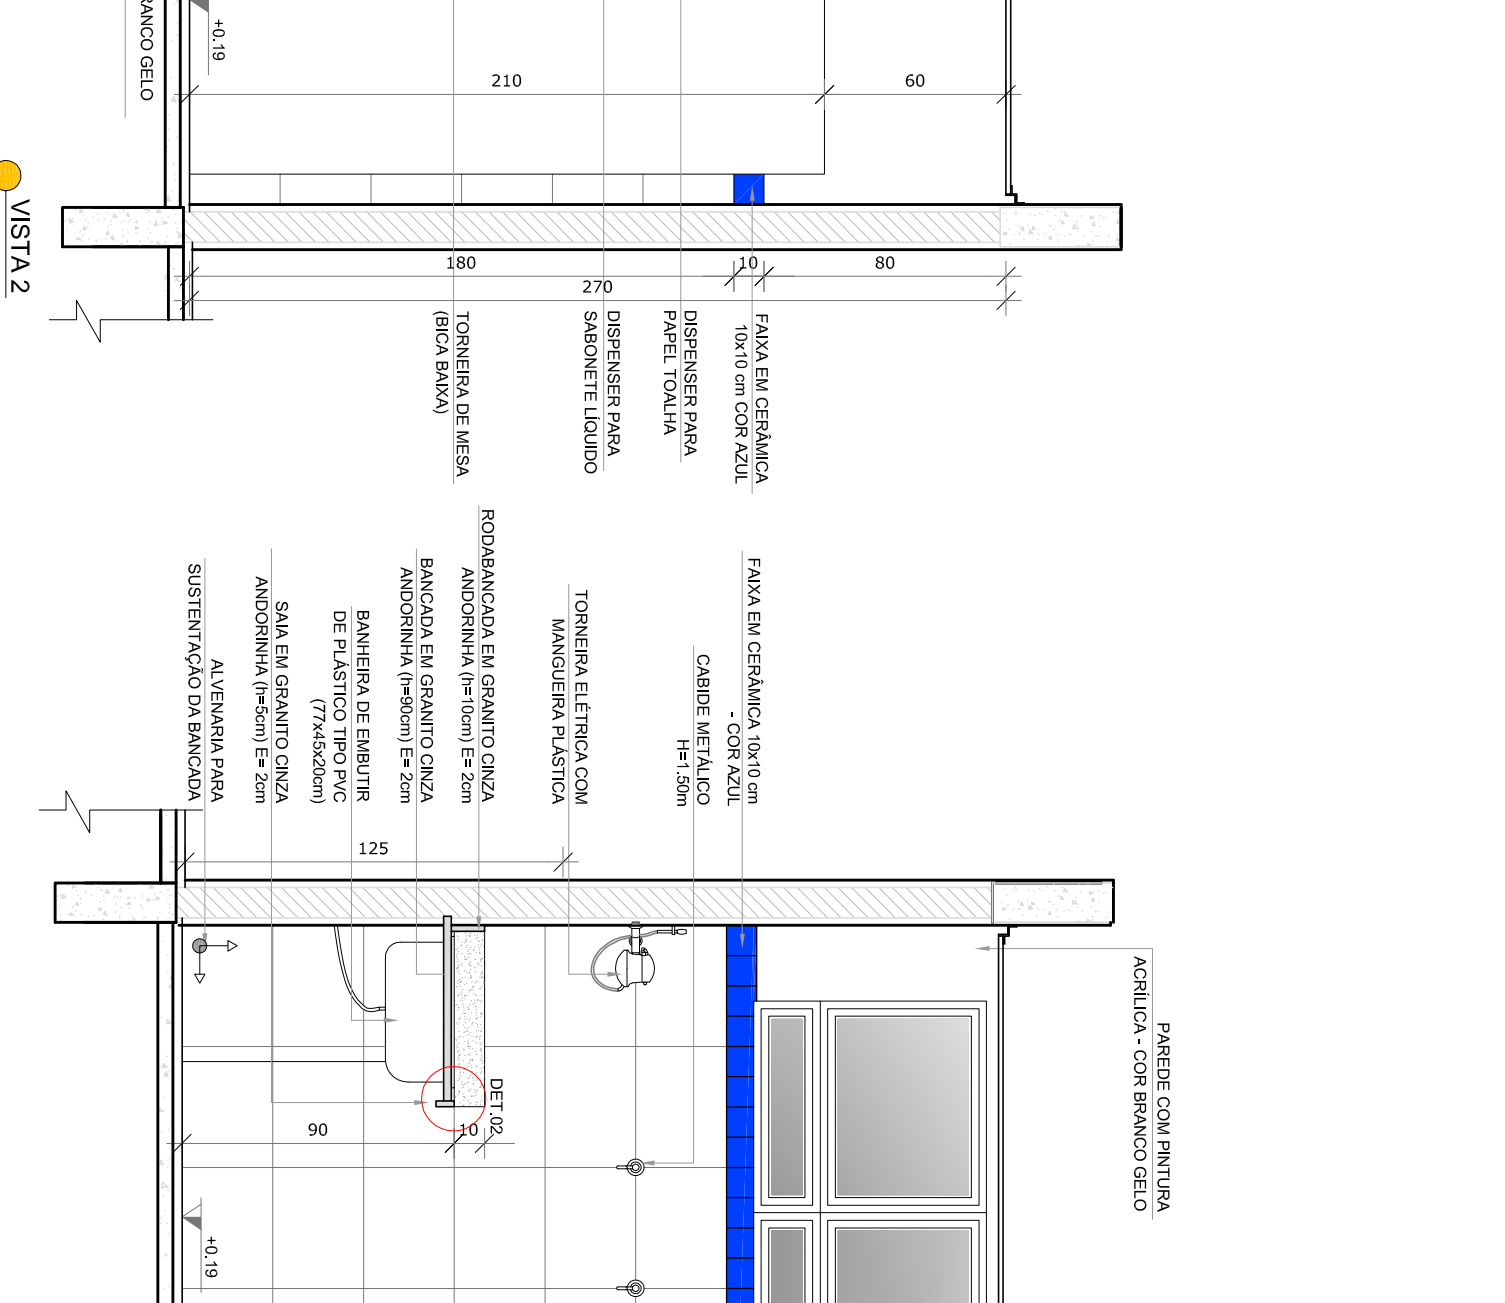 RANCO GELO
+0.19
210
60
VISTA 2
180
10
80
270
TORNEIRA DE MESA
(BICA BAIXA)
DISPENSER PARA
SABONETE LÍQUIDO
DISPENSER PARA
PAPEL TOALHA
FAIXA EM CERÂMICA
10x10 cm COR AZUL
ALVENARIA PARA
SUSTENTAÇÃO DA BANCADA
SAIA EM GRANITO CINZA
ANDORINHA (h=5cm) E= 2cm
BANHEIRA DE EMBUTIR
DE PLÁSTICO TIPO PVC
(77x45x20cm)
BANCADA EM GRANITO CINZA
ANDORINHA (h=90cm) E= 2cm
RODABANCADA EM GRANITO CINZA
ANDORINHA (h=10cm) E= 2cm
TORNEIRA ELÉTRICA COM
MANGUEIRA PLÁSTICA
CABIDE METÁLICO
H=1.50m
FAIXA EM CERÂMICA 10x10 cm
- COR AZUL
125
PAREDE COM PINTURA
ACRÍLICA - COR BRANCO GELO
DET.02
90
10
+0.19